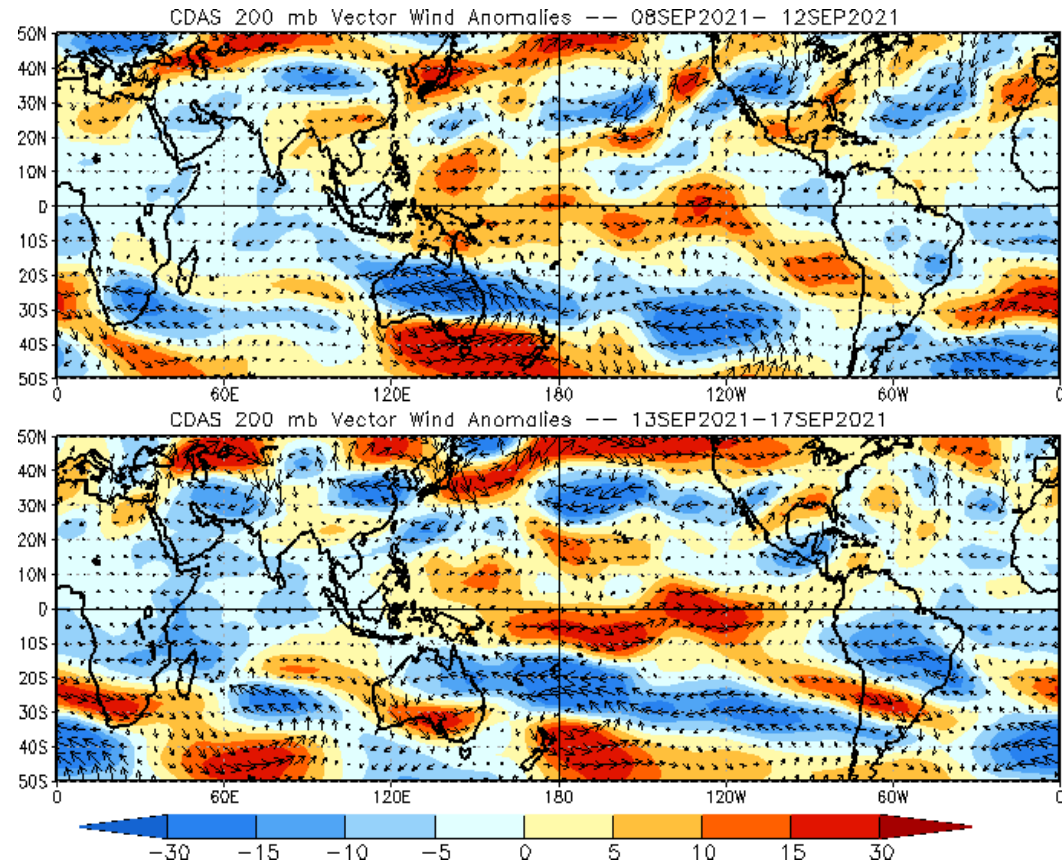 CDAS 200 mb Vector Wind Anomalies -- 08SEP2021- 12SEP2021
50N
40N
30N
20N
10N
0
10S
20S
30S
40S
50S
0 60E 120E 180 120W 60W 0
CDAS 200 mb Vector Wind Anomalies -- 13SEP2021-17SEP2021
50N
40N
30N
20N
10N
0
10S
20S
30S
40S
50S
0 60E 120E 180 120W 60W 0
-30 -15 -10 -5 0 5 10 15 30